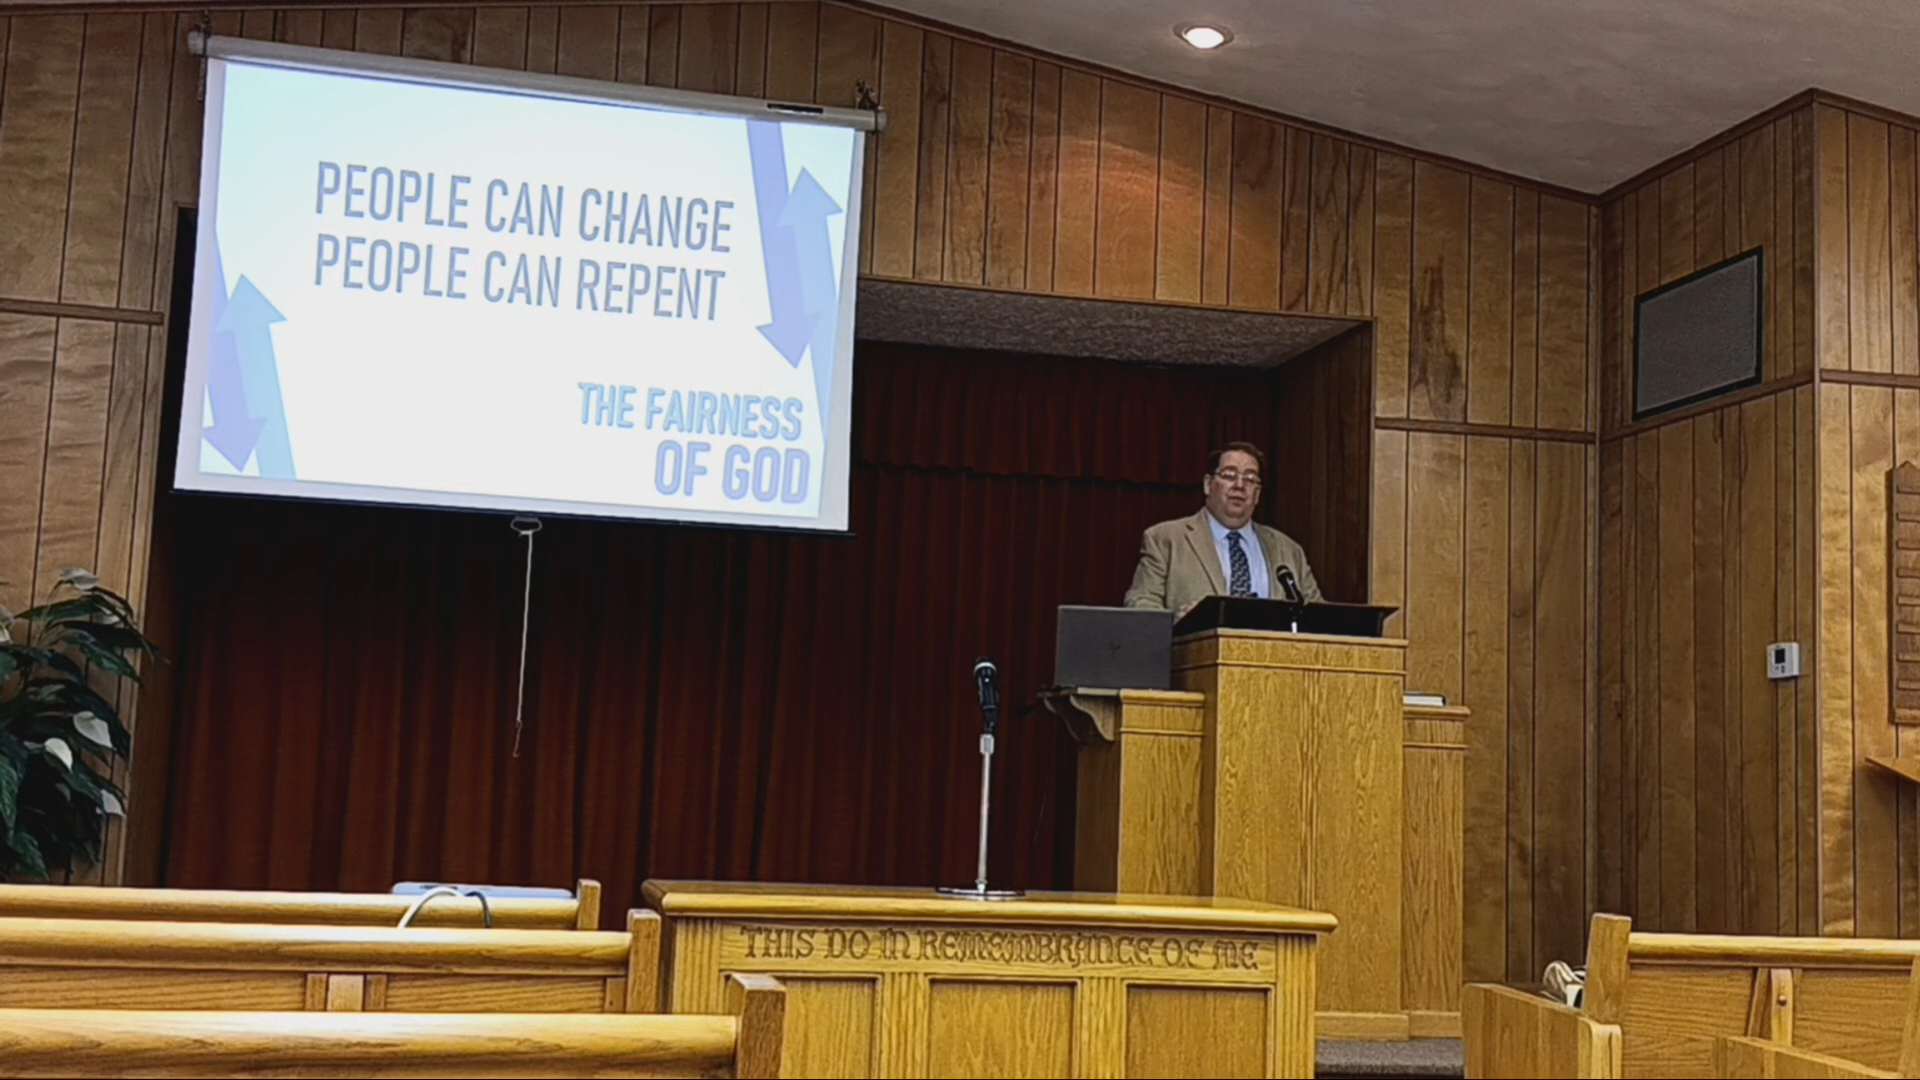 PEOPLE CAN CHANGE
PEOPLE CAN REPENT
THE FAIRNESS
OF GOD
THIS DO IN REMEMBRANCE OF ME